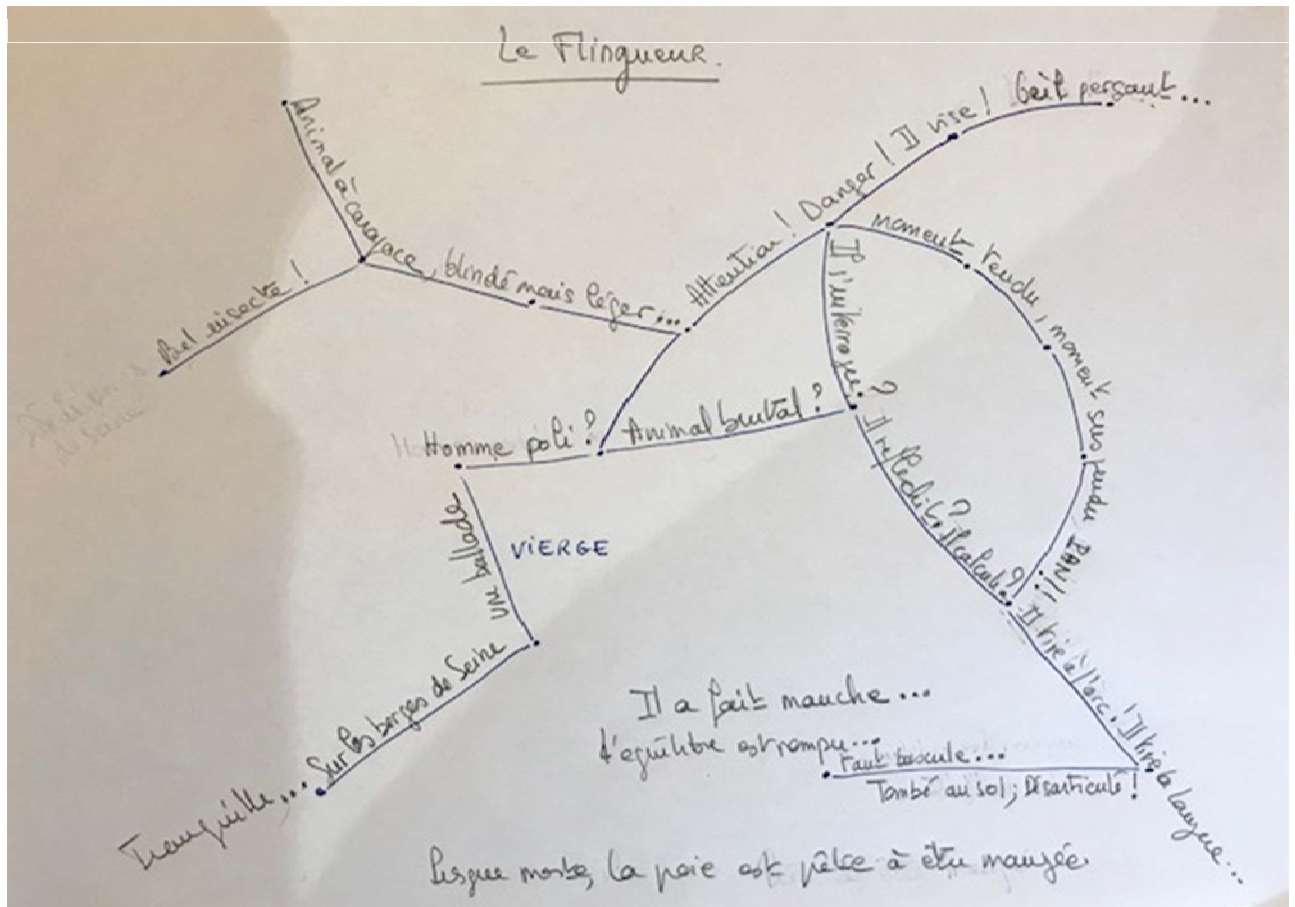 Le Flingueur.
Animal à carapace, blindé mais léger...
Bel insecte!
Attention! Danger! Il vise! Trait perçant...
moment tendu, moment suspendu, PAN!!
Il s'interroge?
Il réfléchit? Il calcule?
Homme poli? Animal brutal?
une ballade
VIERGE
Tranquille... Sur les berges de Seine
Il tire à l'arc! Il tire la langue...
Il a fait mouche...
L'equilibre est rompu...
Tout bascule...
Tombé au sol; Désarticulé!
Presque morte, la proie est prête à être mangée